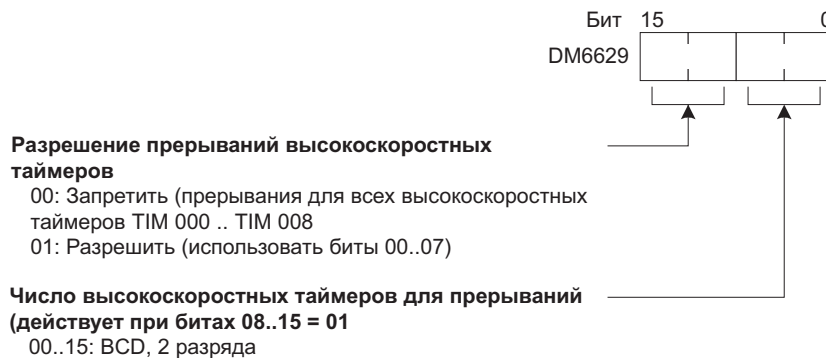 Бит 15 0
DM6629
Разрешение прерываний высокоскоростных
таймеров
00: Запретить (прерывания для всех высокоскоростных
таймеров TIM 000 .. TIM 008
01: Разрешить (использовать биты 00..07)
Число высокоскоростных таймеров для прерываний
(действует при битах 08..15 = 01
00..15: BCD, 2 разряда